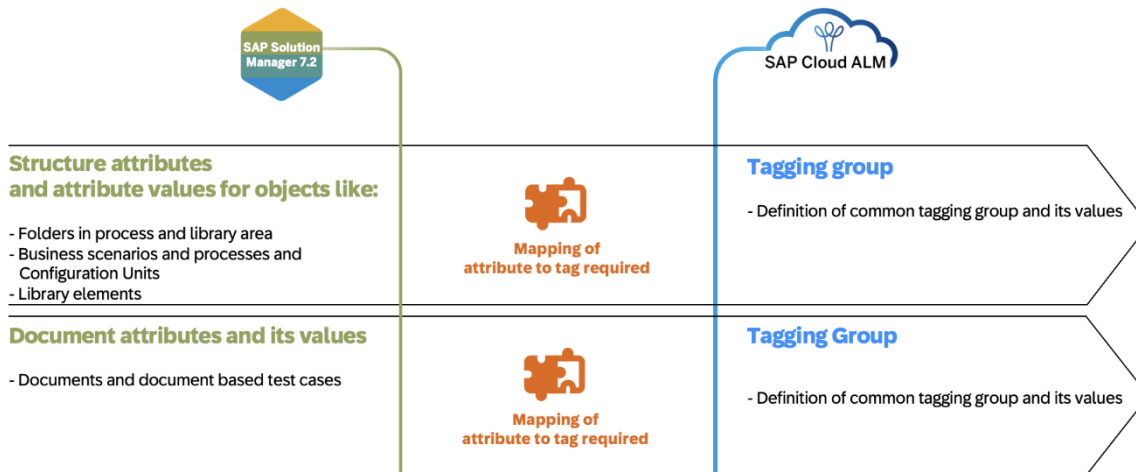 SAP Solution
Manager 7.2
SAP Cloud ALM
Structure attributes
and attribute values for objects like:
- Folders in process and library area
- Business scenarios and processes and
Configuration Units
- Library elements
Mapping of
attribute to tag required
Tagging group
- Definition of common tagging group and its values
Document attributes and its values
- Documents and document based test cases
Mapping of
attribute to tag required
Tagging Group
- Definition of common tagging group and its values